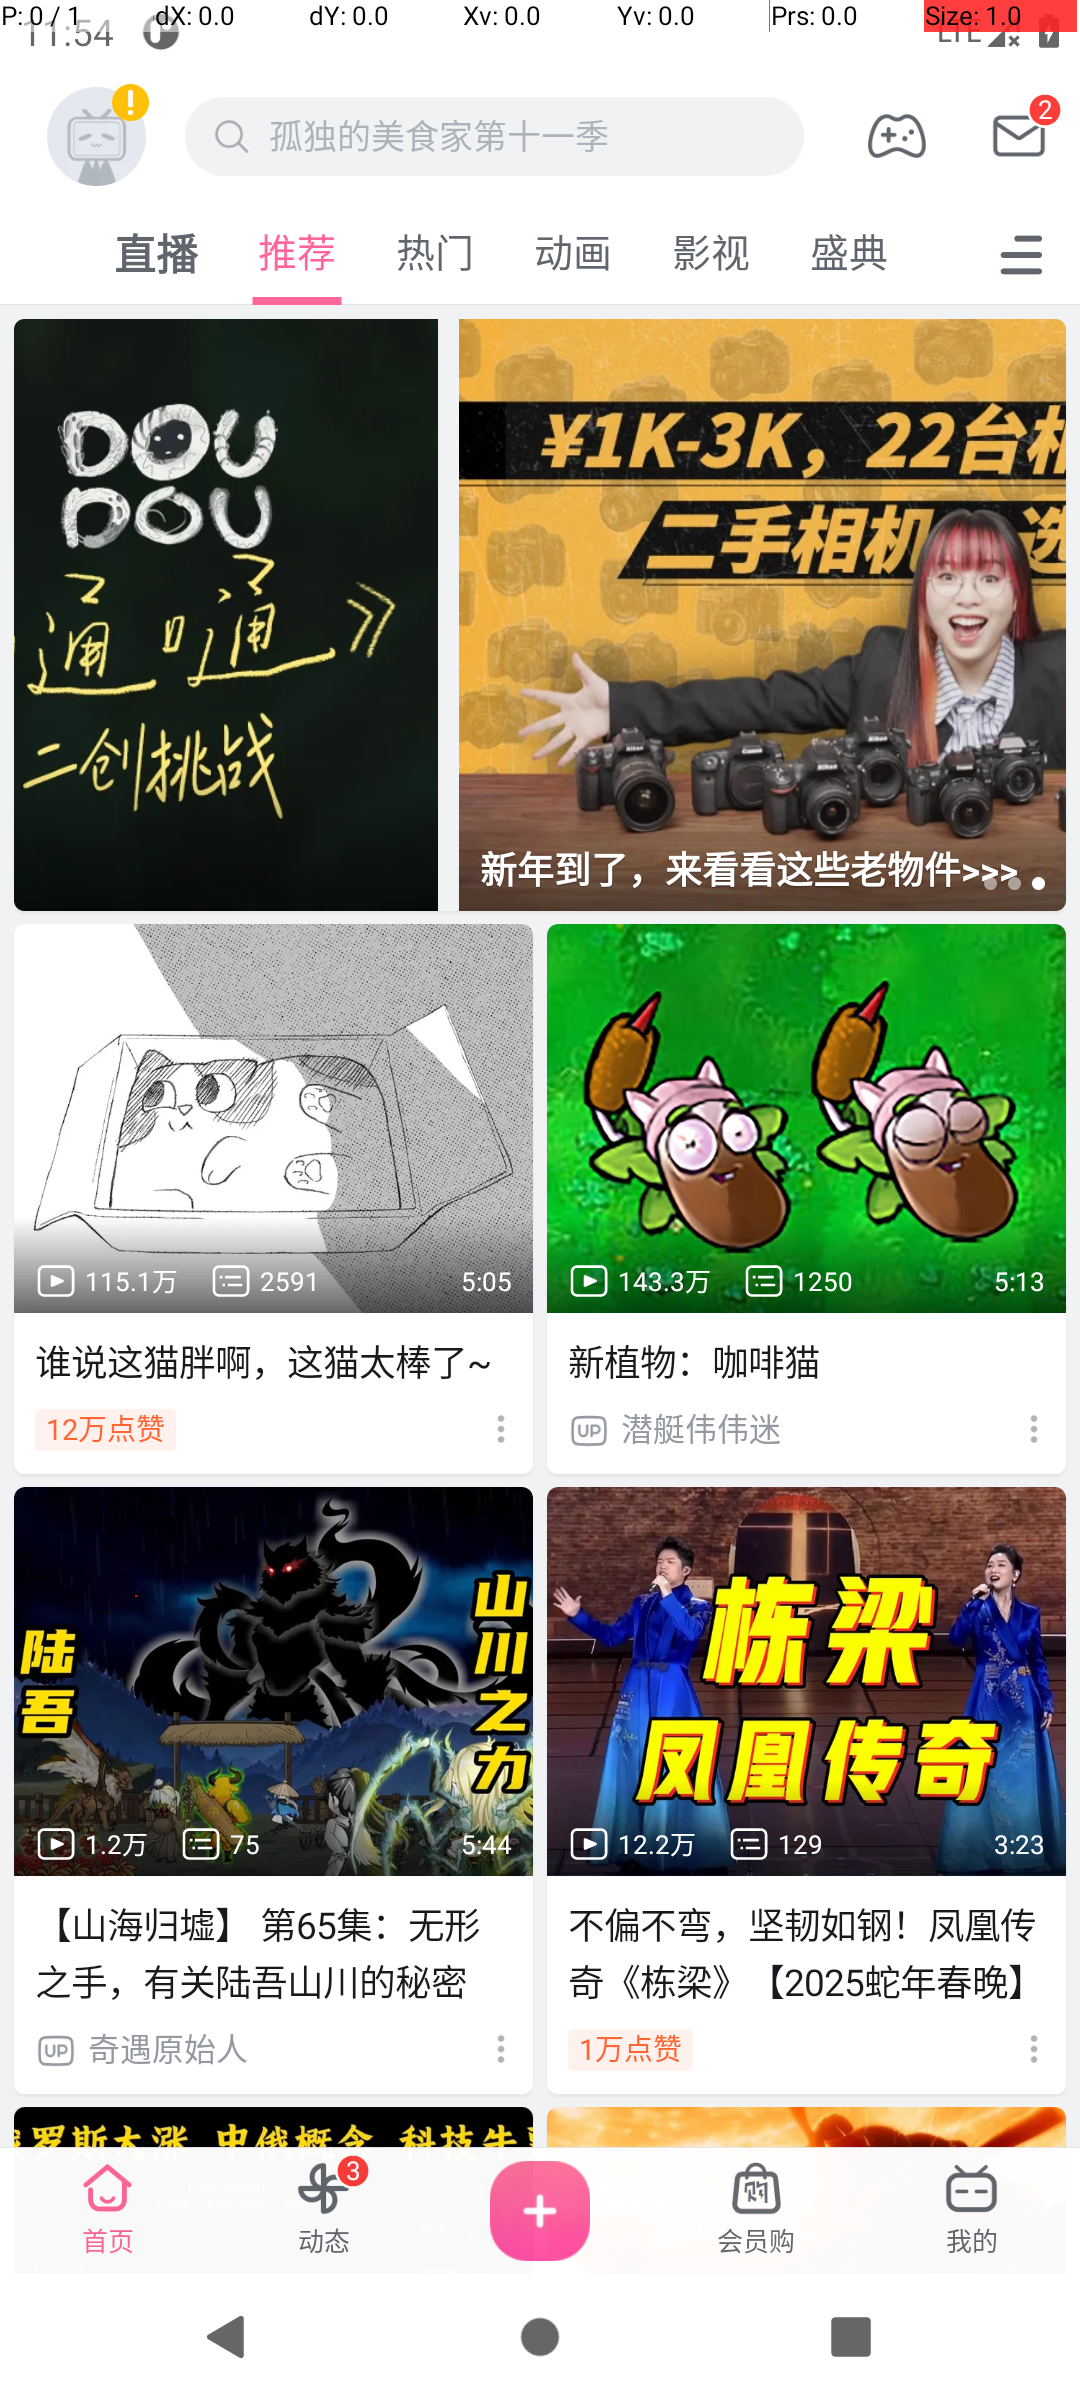 P: 0 / 1 dX: 0.0 dY: 0.0 Xv: 0.0 Yv: 0.0 Prs: 0.0 Size: 1.0
11:54 LTE
孤独的美食家第十一季
2
直播 推荐 热门 动画 影视 盛典
DOU
DOU
通 吖通
二创挑战
¥1K-3K，22台相
二手相机 选
新年到了，来看看这些老物件>>>
115.1万 2591 5:05
143.3万 1250 5:13
谁说这猫胖啊，这猫太棒了~
新植物：咖啡猫
12万点赞
UP 潜艇伟伟迷
陆吾
山川之力
1.2万 75 5:44
栋梁
凤凰传奇
12.2万 129 3:23
【山海归墟】 第65集：无形
之手，有关陆吾山川的秘密
不偏不弯，坚韧如钢！凤凰传
奇《栋梁》【2025蛇年春晚】
UP 奇遇原始人
1万点赞
俄罗斯大涨 中俄概念 科技牛
3
首页 动态 会员购 我的